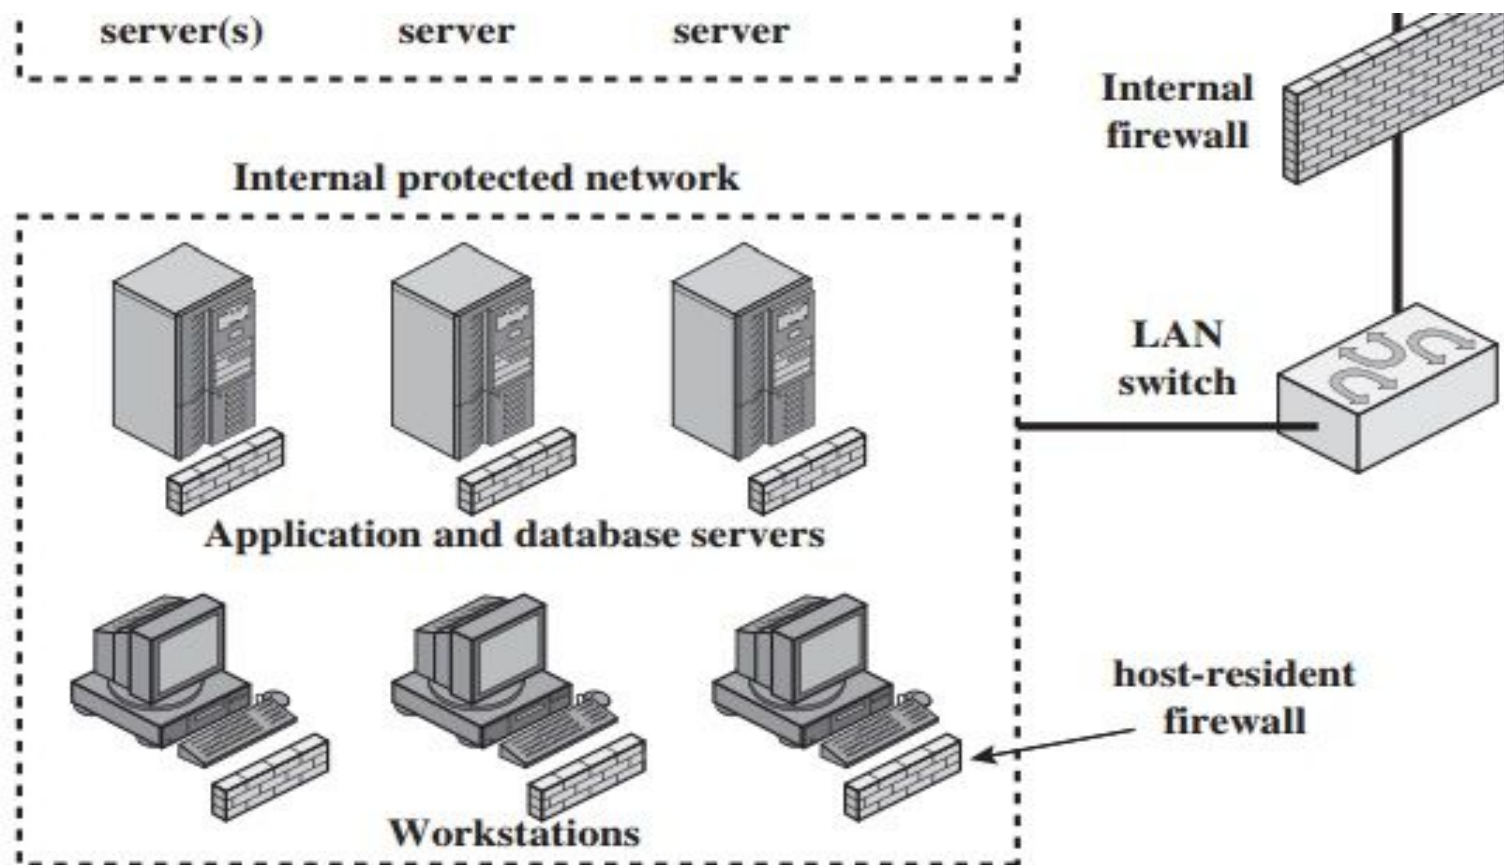 server(s) server server
Internal
firewall
Internal protected network
LAN
switch
Application and database servers
host-resident
firewall
Workstations